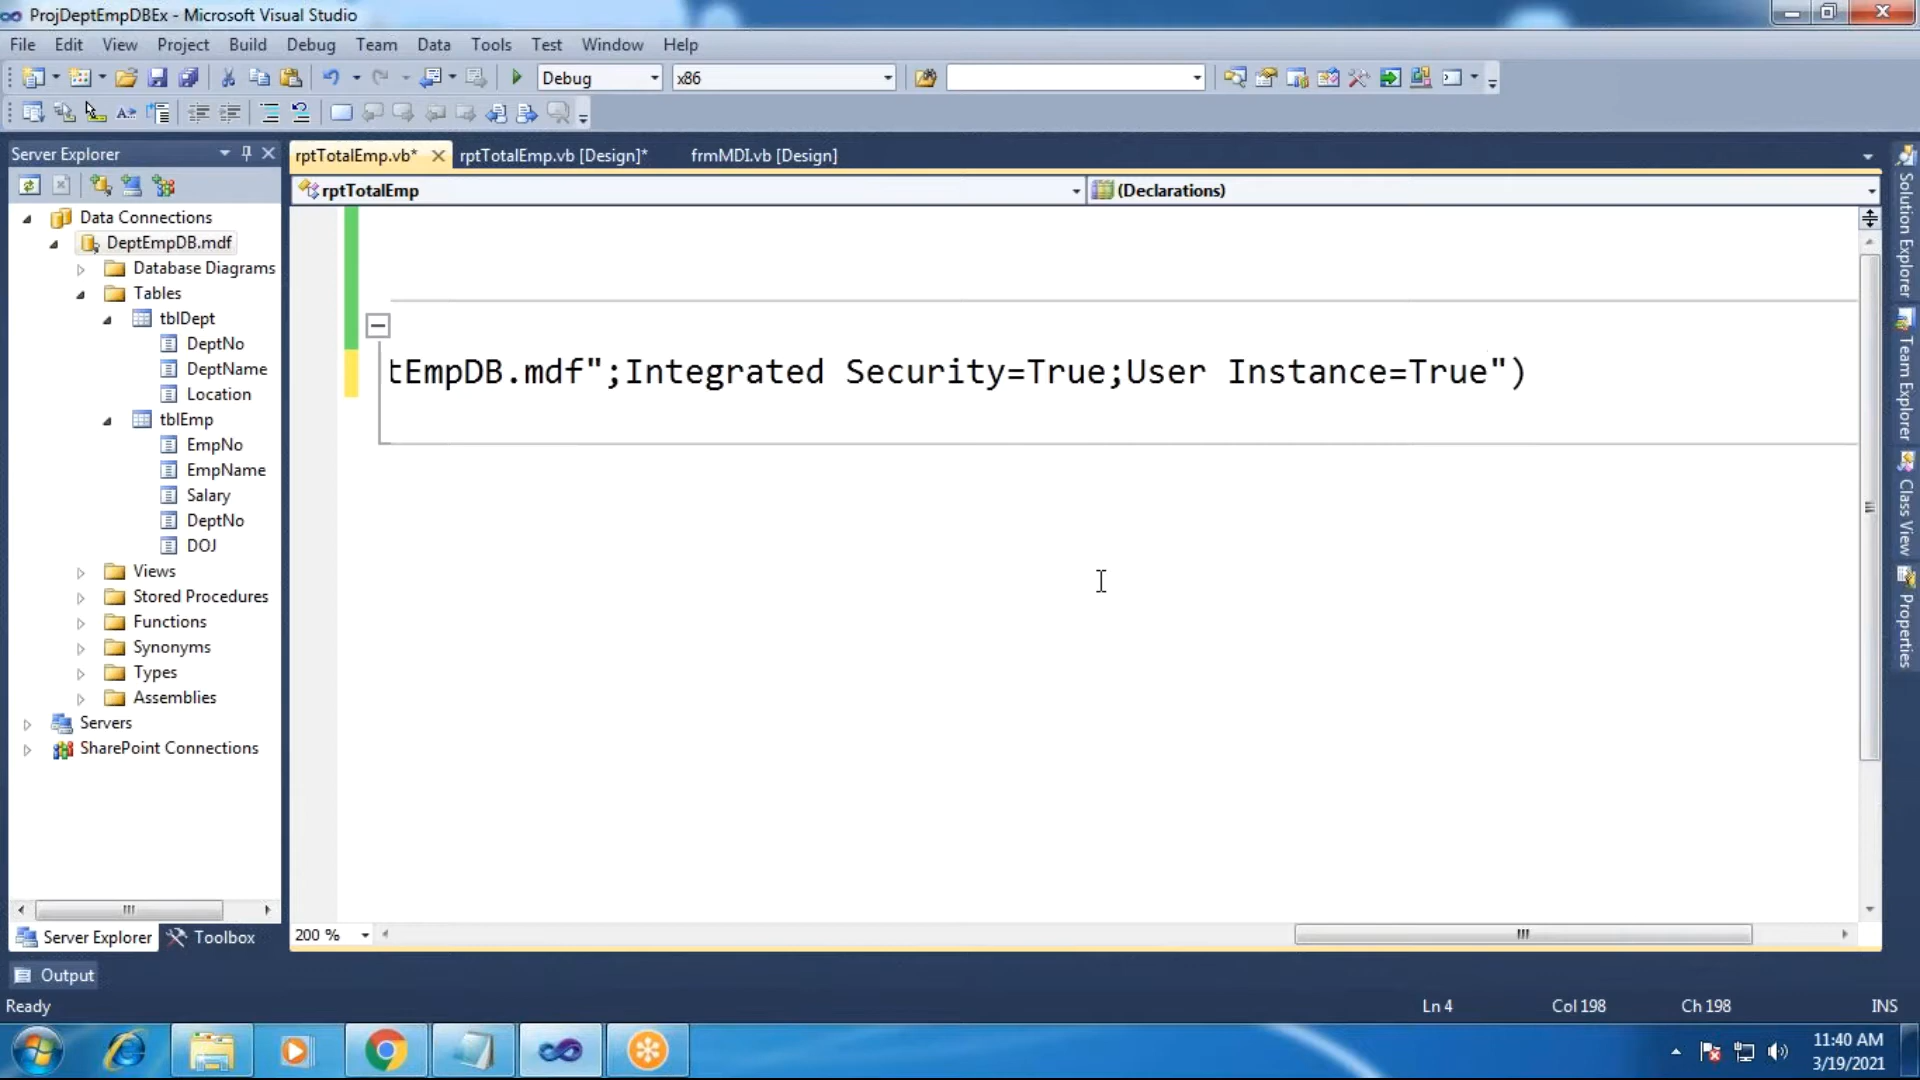 ProjDeptEmpDBEx - Microsoft Visual Studio
File Edit View Project Build Debug Team Data Tools Test Window Help
Debug x86
Server Explorer
rptTotalEmp.vb* rptTotalEmp.vb [Design]* frmMDI.vb [Design]
rptTotalEmp (Declarations)
Data Connections
DeptEmpDB.mdf
Database Diagrams
Tables
tblDept
DeptNo
DeptName
Location
tblEmp
EmpNo
EmpName
Salary
DeptNo
DOJ
Views
Stored Procedures
Functions
Synonyms
Types
Assemblies
Servers
SharePoint Connections
Server Explorer Toolbox
tEmpDB.mdf";Integrated Security=True;User Instance=True")
200 %
Solution Explorer
Team Explorer
Class View
Properties
Output
Ready Ln 4 Col 198 Ch 198 INS
11:40 AM
3/19/2021